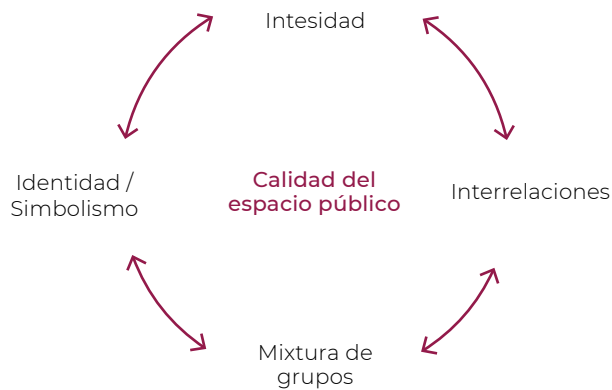 Intesidad
Identidad /
Simbolismo
Calidad del
espacio público
Interrelaciones
Mixtura de
grupos